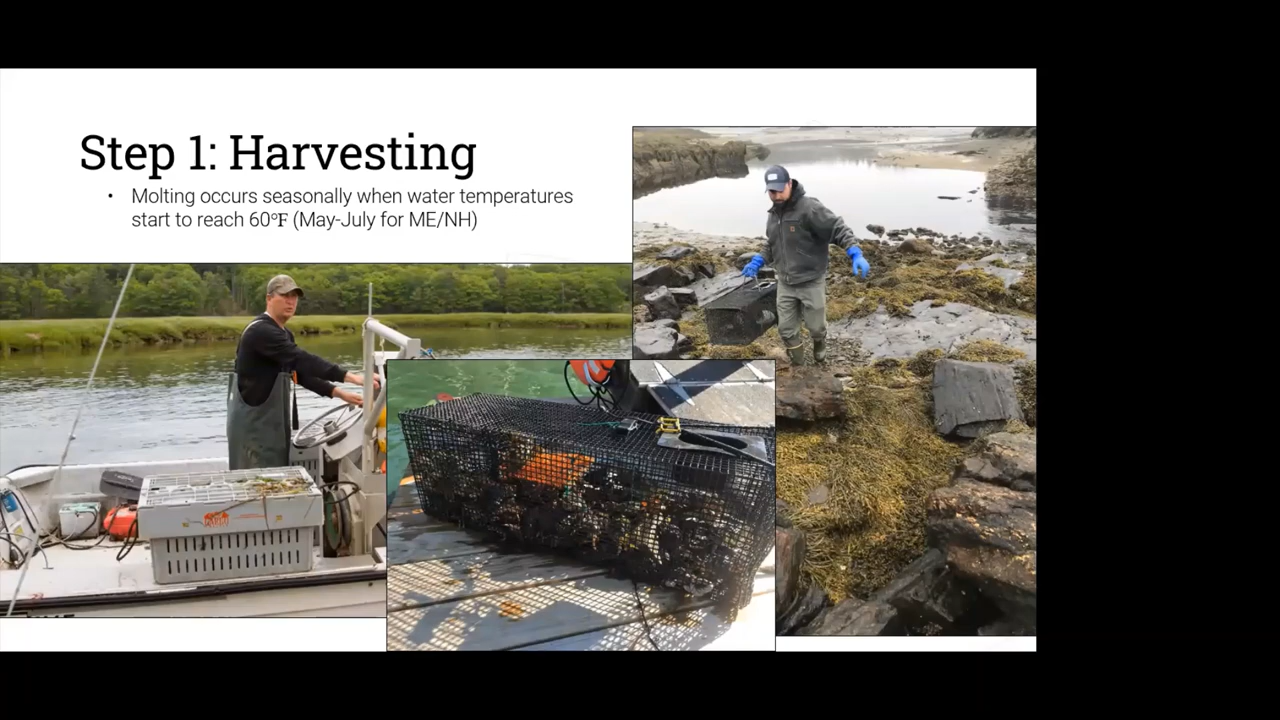 Step 1: Harvesting
• Molting occurs seasonally when water temperatures
start to reach 60°F (May-July for ME/NH)